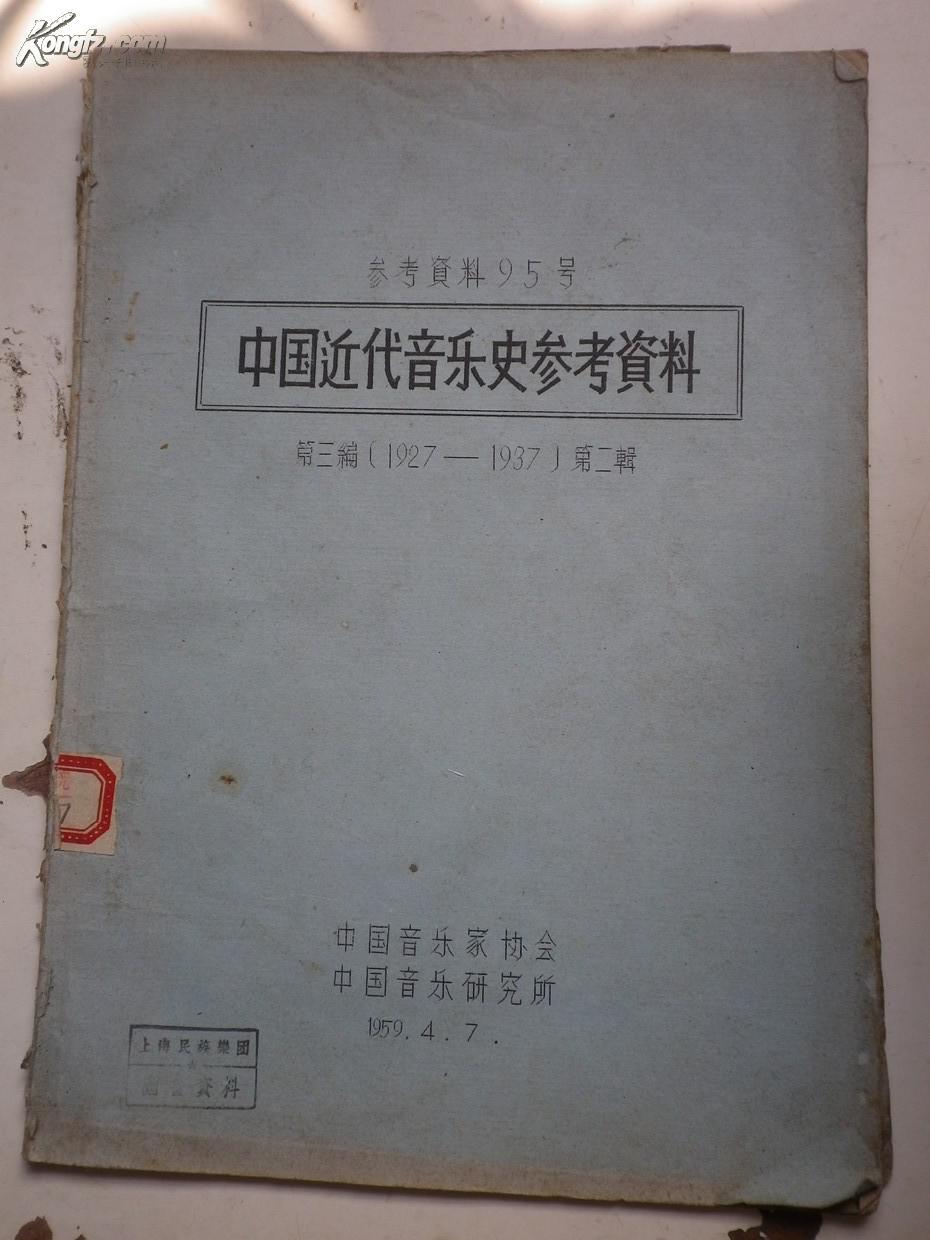 Kongfz.com
参考資料95号
中国近代音乐史参考資料
第三編(1927—1937)第二輯
7
中国音乐家协会
中国音乐研究所
1959.4.7.
上海民族樂团
資料